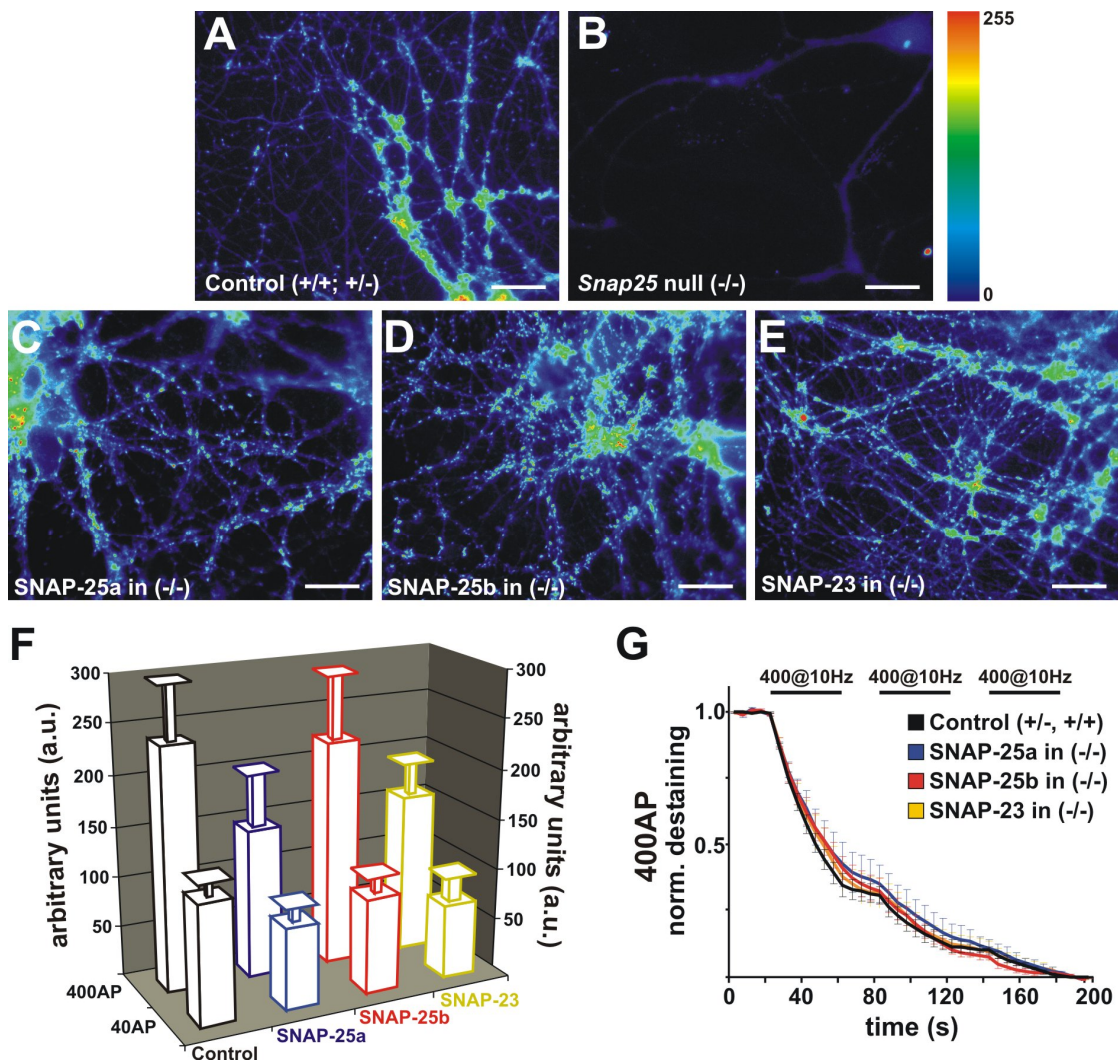 A
Control (+/+; +/-)
B
Snap25 null (-/-)
255
0
C
SNAP-25a in (-/-)
D
SNAP-25b in (-/-)
E
SNAP-23 in (-/-)
F
arbitrary units (a.u.)
300
250
200
150
100
50
400AP
40AP
Control
SNAP-25a
SNAP-25b
SNAP-23
300
250
200
150
100
50
arbitrary units (a.u.)
G
400@10Hz 400@10Hz 400@10Hz
400AP
norm. destaining
1.0
0.5
Control (+/-, +/+)
SNAP-25a in (-/-)
SNAP-25b in (-/-)
SNAP-23 in (-/-)
0 40 80 120 160 200
time (s)